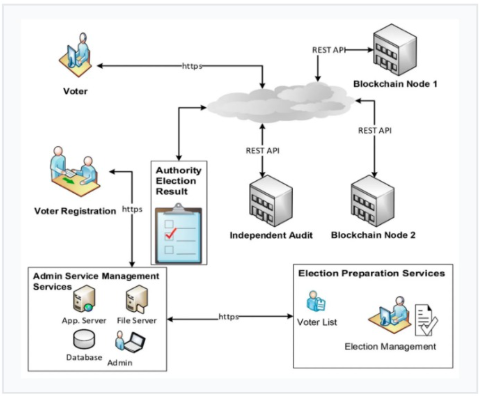 REST API
https
Voter
Blockchain Node 1
REST API
REST API
Authority
Election
Result
Voter Registration
https
Independent Audit
Blockchain Node 2
Admin Service Management
Services
App. Server
File Server
Database
Admin
https
Election Preparation Services
Voter List
Election Management